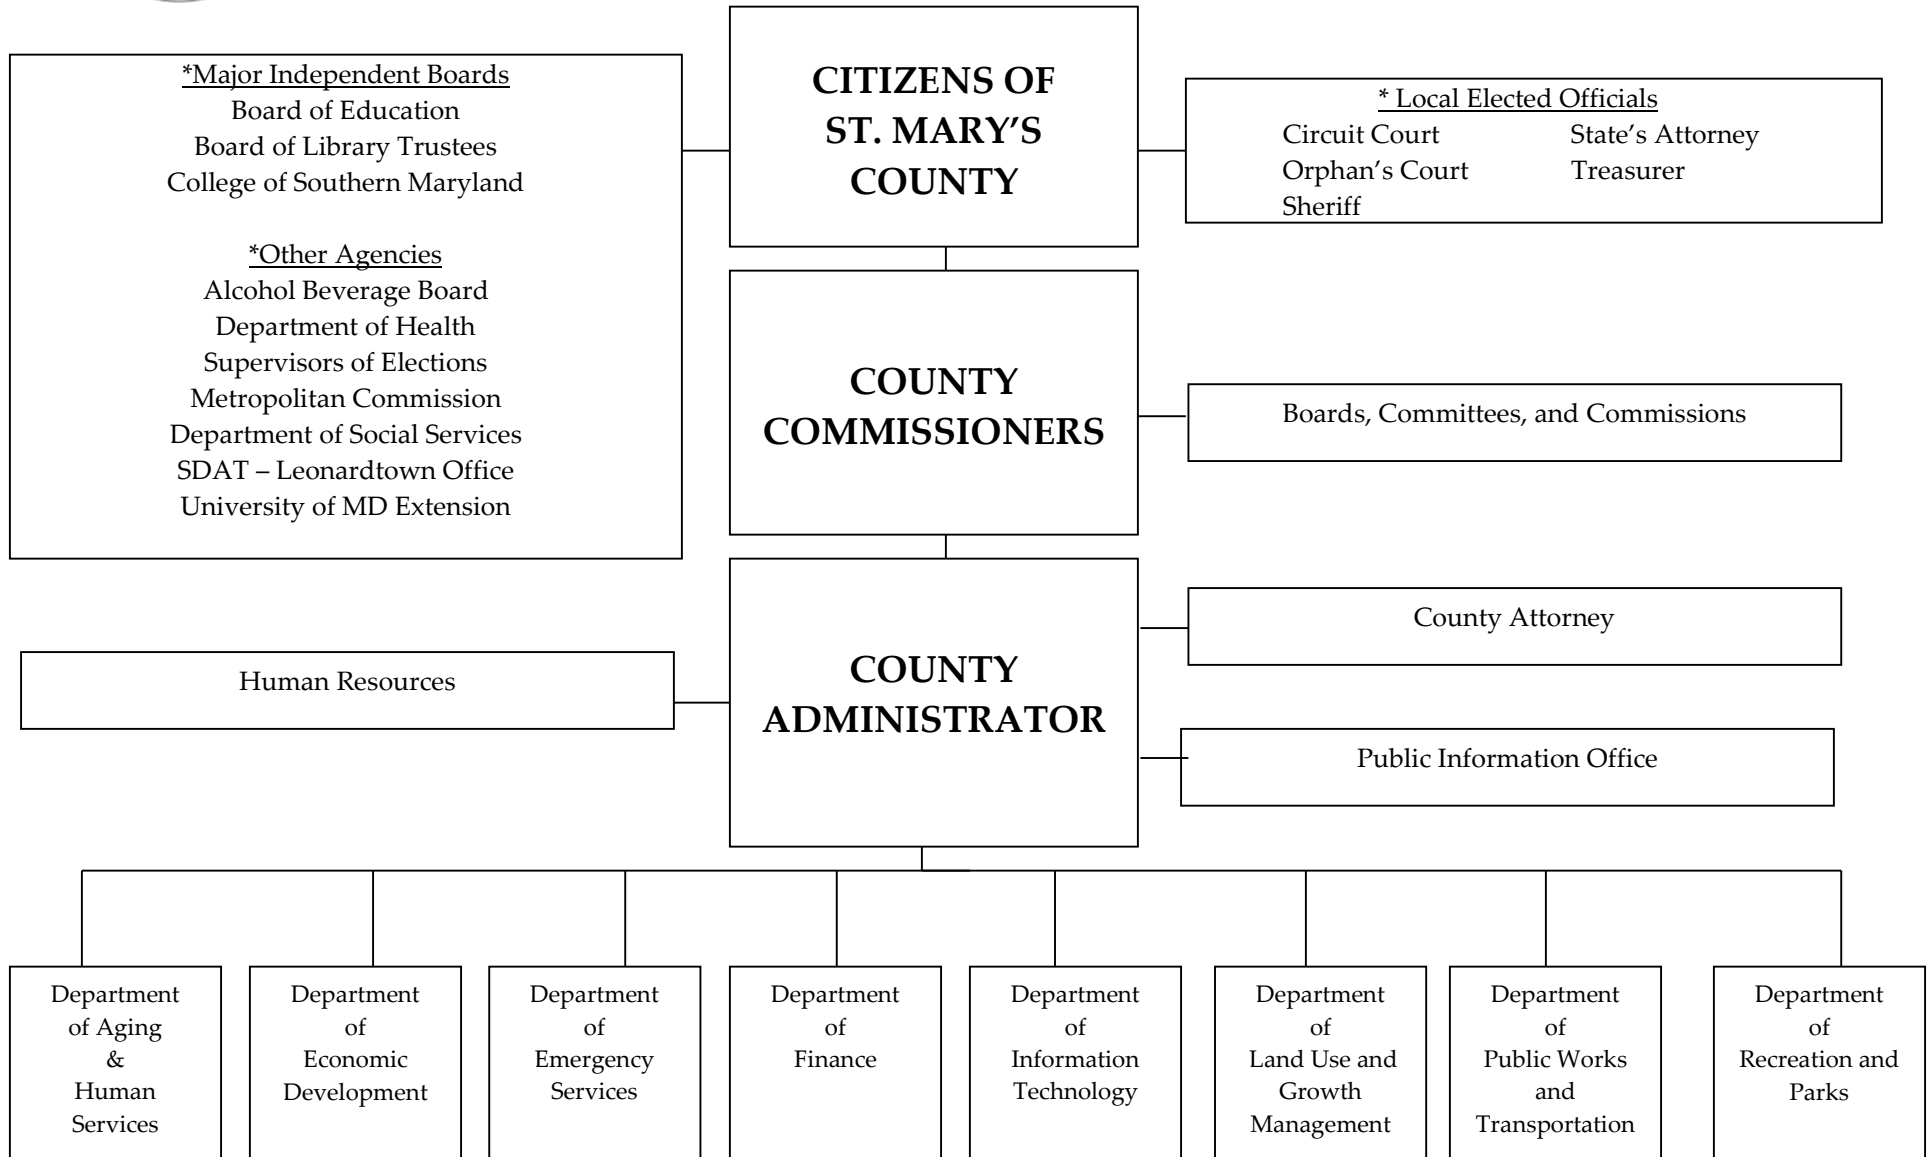 *Major Independent Boards
Board of Education
Board of Library Trustees
College of Southern Maryland
*Other Agencies
Alcohol Beverage Board
Department of Health
Supervisors of Elections
Metropolitan Commission
Department of Social Services
SDAT – Leonardtown Office
University of MD Extension
CITIZENS OF
ST. MARY’S
COUNTY
* Local Elected Officials
Circuit Court State’s Attorney
Orphan’s Court Treasurer
Sheriff
COUNTY
COMMISSIONERS
Boards, Committees, and Commissions
COUNTY
ADMINISTRATOR
County Attorney
Human Resources
Public Information Office
Department
of Aging
&
Human
Services
Department
of
Economic
Development
Department
of
Emergency
Services
Department
of
Finance
Department
of
Information
Technology
Department
of
Land Use and
Growth
Management
Department
of
Public Works
and
Transportation
Department
of
Recreation and
Parks